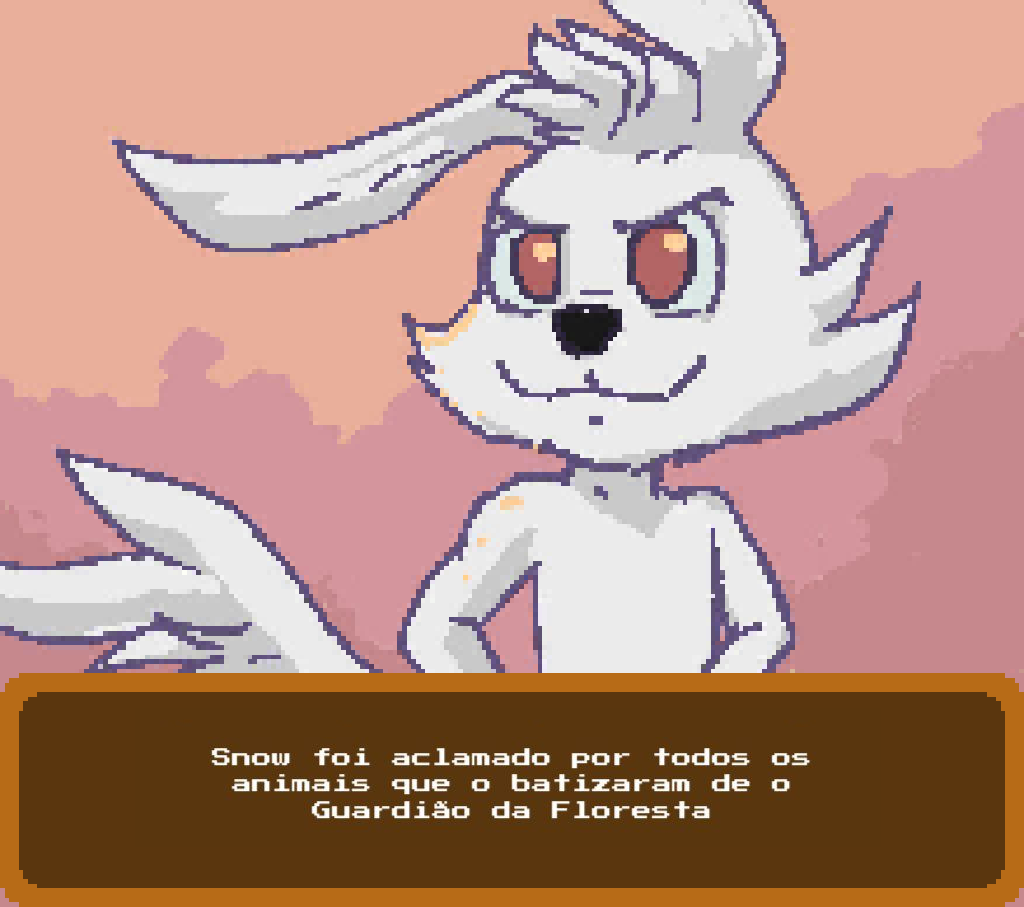 Snow foi aclamado por todos os
animais que o batizaram de o
Guardião da Floresta